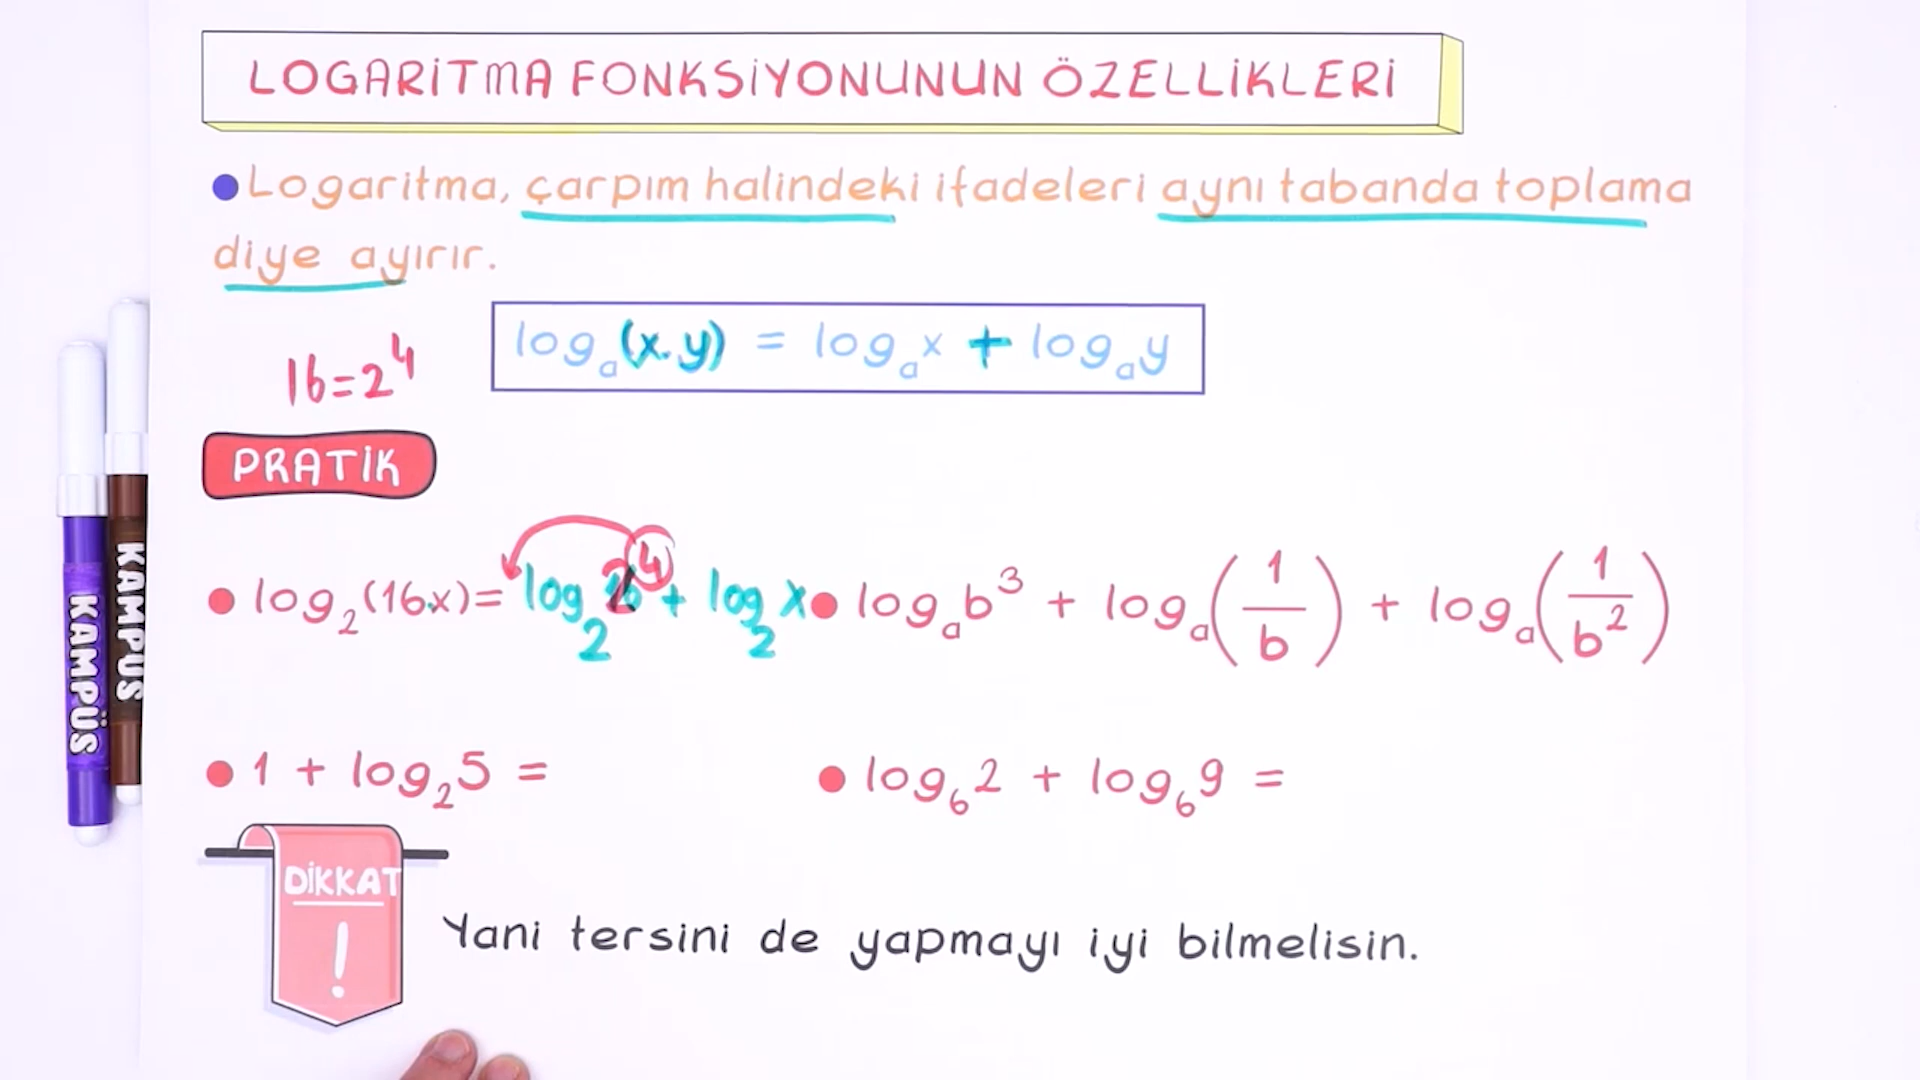 LOGARİTMA FONKSİYONUNUN ÖZELLİKLERİ
Logaritma, çarpım halindeki ifadeleri aynı tabanda toplama
diye ayırır.
16=2⁴
logₐ(x.y) = logₐx + logₐy
PRATİK
log₂(16.x)= log₂2⁴ + log₂x
logₐb³ + logₐ(1/b) + logₐ(1/b²)
1 + log₂5 =
log₆2 + log₆9 =
DİKKAT
!
Yani tersini de yapmayı iyi bilmelisin.
KAMPÜS
KAMPÜS